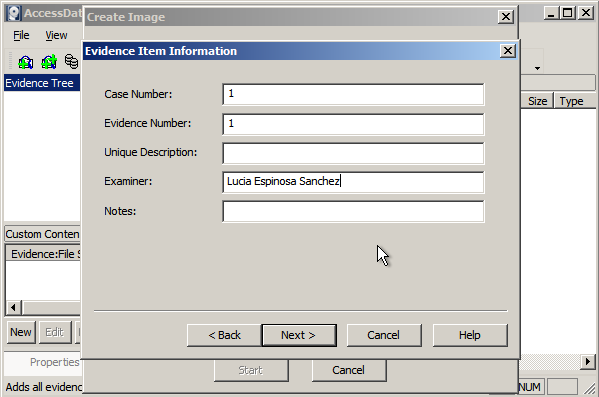 AccessData
Create Image
File View
Evidence Item Information
Evidence Tree
Case Number: 1
Size Type
Evidence Number: 1
Unique Description:
Examiner: Lucia Espinosa Sanchez
Notes:
Custom Conten
Evidence:File S
New Edit
< Back Next > Cancel Help
Properties
Start Cancel
Adds all evidenc
NUM